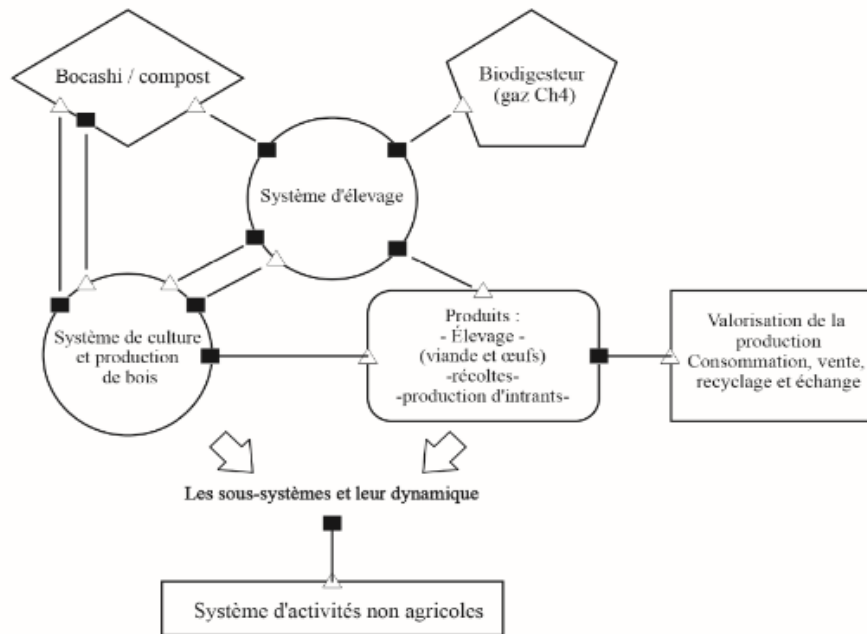 Bocashi / compost
Biodigesteur
(gaz Ch4)
Système d'élevage
Système de culture
et production
de bois
Produits :
- Élevage -
(viande et œufs)
-récoltes-
-production d'intrants-
Valorisation de la
production
Consommation, vente,
recyclage et échange
Les sous-systèmes et leur dynamique
Système d'activités non agricoles